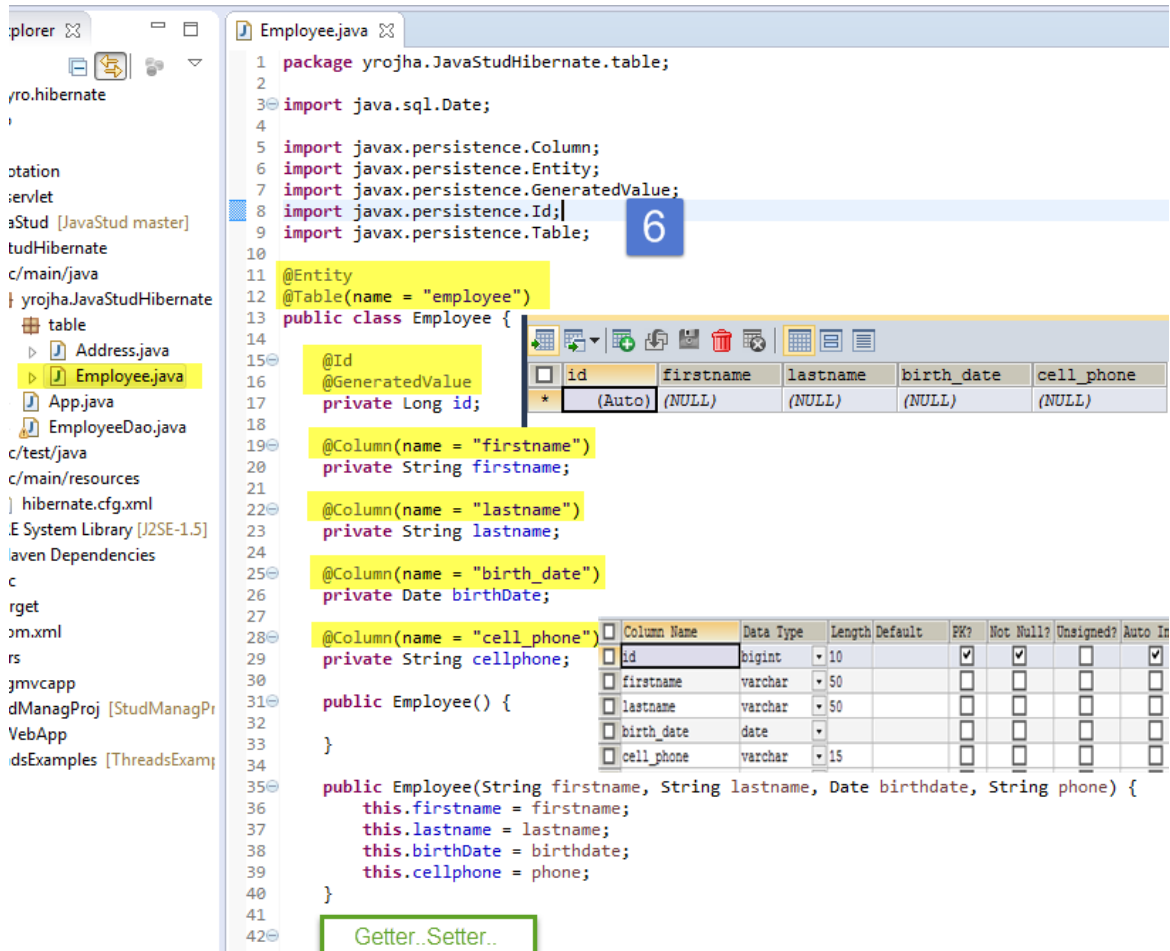 plorer
yro.hibernate
otation
servlet
aStud [JavaStud master]
tudHibernate
c/main/java
yrojha.JavaStudHibernate
table
Address.java
Employee.java
App.java
EmployeeDao.java
c/test/java
c/main/resources
hibernate.cfg.xml
.E System Library [J2SE-1.5]
laven Dependencies
c
rget
om.xml
rs
gmvcapp
dManagProj [StudManagPr
VebApp
dsExamples [ThreadsExamp
Employee.java
1 package yrojha.JavaStudHibernate.table;
2
3 import java.sql.Date;
4
5 import javax.persistence.Column;
6 import javax.persistence.Entity;
7 import javax.persistence.GeneratedValue;
8 import javax.persistence.Id;
9 import javax.persistence.Table;
6
10
11 @Entity
12 @Table(name = "employee")
13 public class Employee {
14
15 @Id
16 @GeneratedValue
17 private Long id;
18
19 @Column(name = "firstname")
20 private String firstname;
21
22 @Column(name = "lastname")
23 private String lastname;
24
25 @Column(name = "birth_date")
26 private Date birthDate;
27
28 @Column(name = "cell_phone")
29 private String cellphone;
30
31 public Employee() {
32
33 }
34
35 public Employee(String firstname, String lastname, Date birthdate, String phone) {
36 this.firstname = firstname;
37 this.lastname = lastname;
38 this.birthDate = birthdate;
39 this.cellphone = phone;
40 }
41
42 Getter..Setter..
id firstname lastname birth_date cell_phone
* (Auto) (NULL) (NULL) (NULL) (NULL)
Column Name Data Type Length Default PK? Not Null? Unsigned? Auto In
id bigint 10
firstname varchar 50
lastname varchar 50
birth_date date
cell_phone varchar 15